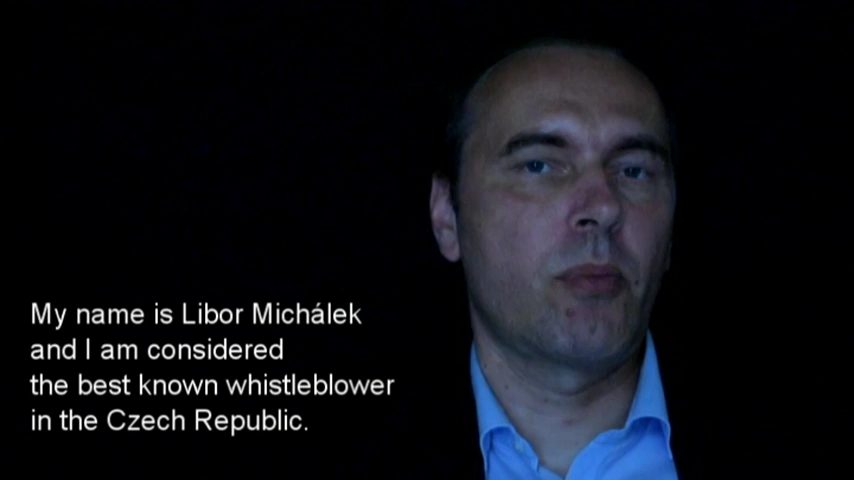 My name is Libor Michálek
and I am considered
the best known whistleblower
in the Czech Republic.